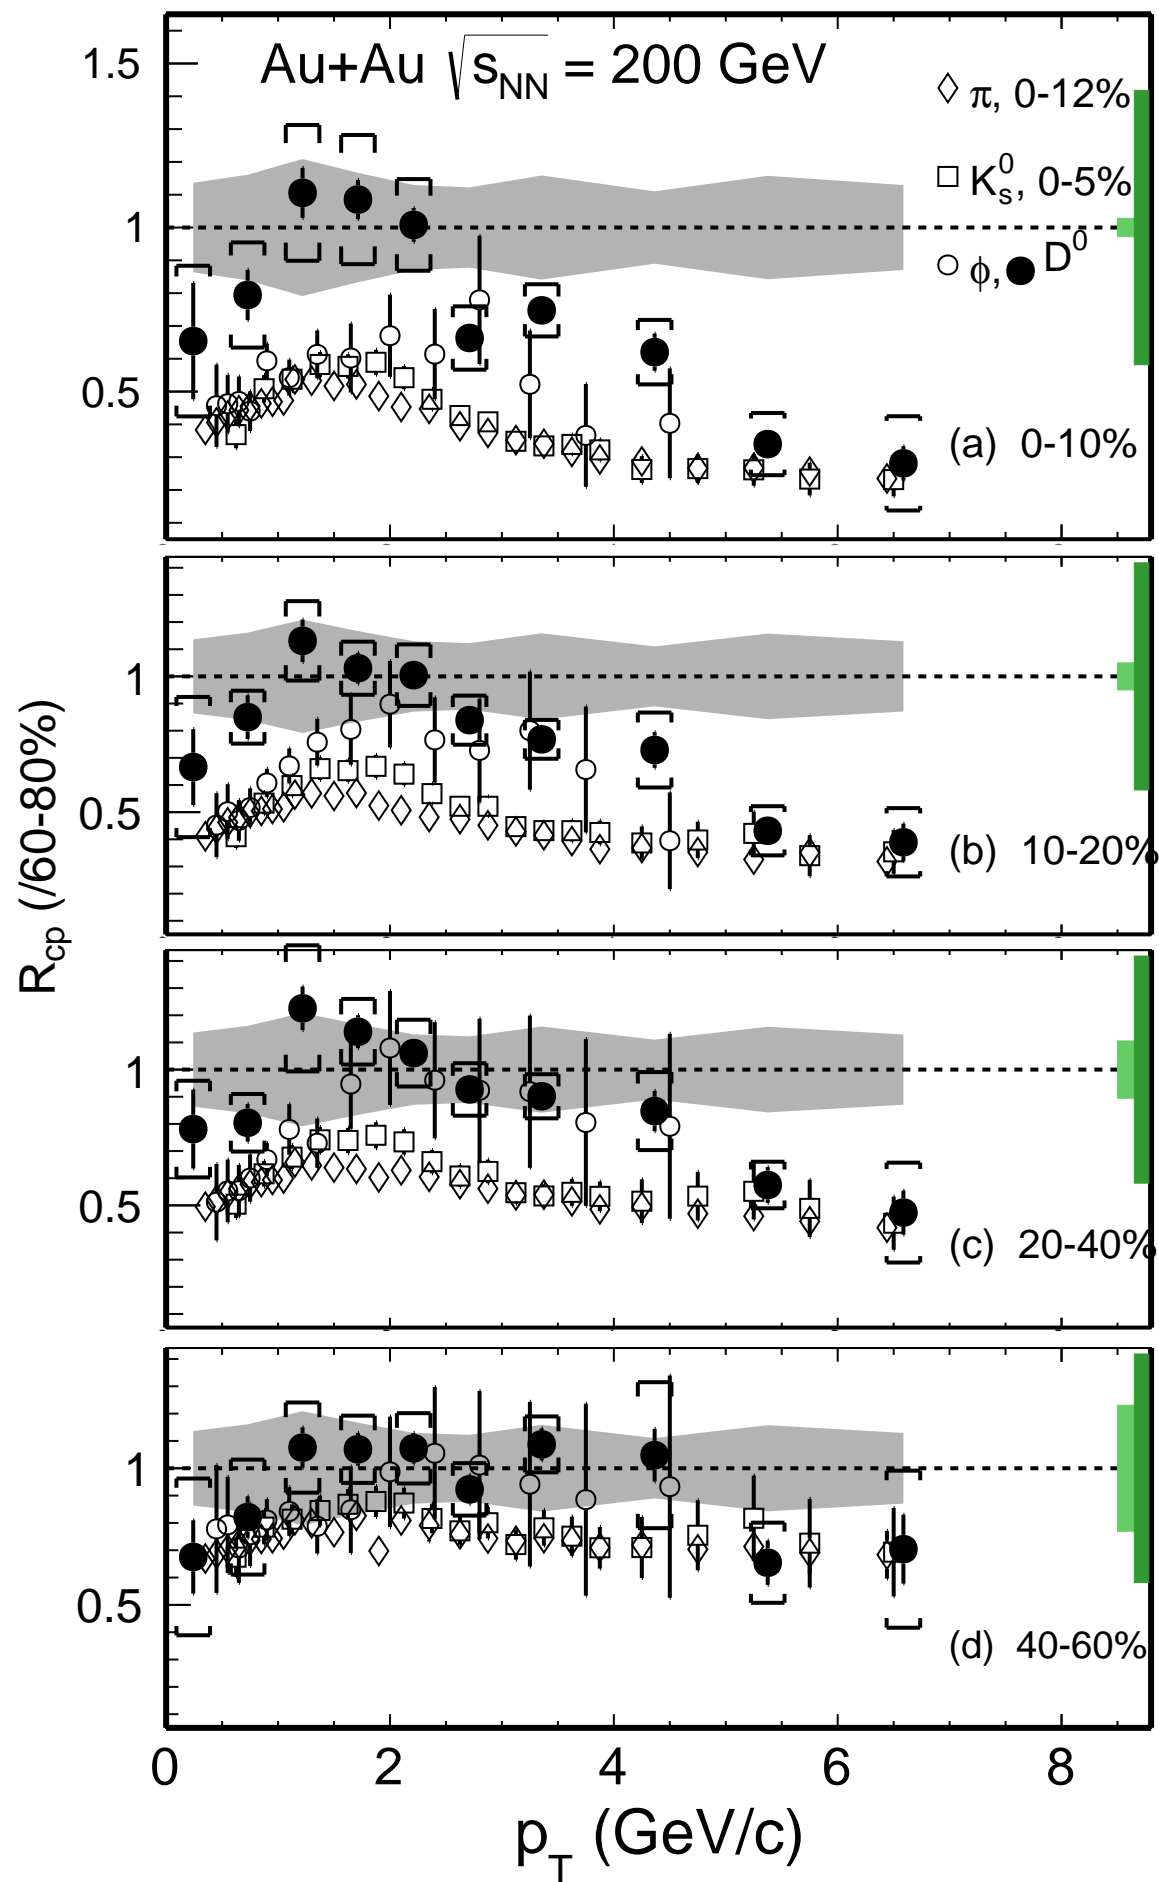 Au+Au √sNN = 200 GeV
π, 0-12%
K0s, 0-5%
ϕ, D0
1.5
1
0.5
(a) 0-10%
1
0.5
(b) 10-20%
1
0.5
(c) 20-40%
1
0.5
(d) 40-60%
Rcp (/60-80%)
0 2 4 6 8
pT (GeV/c)